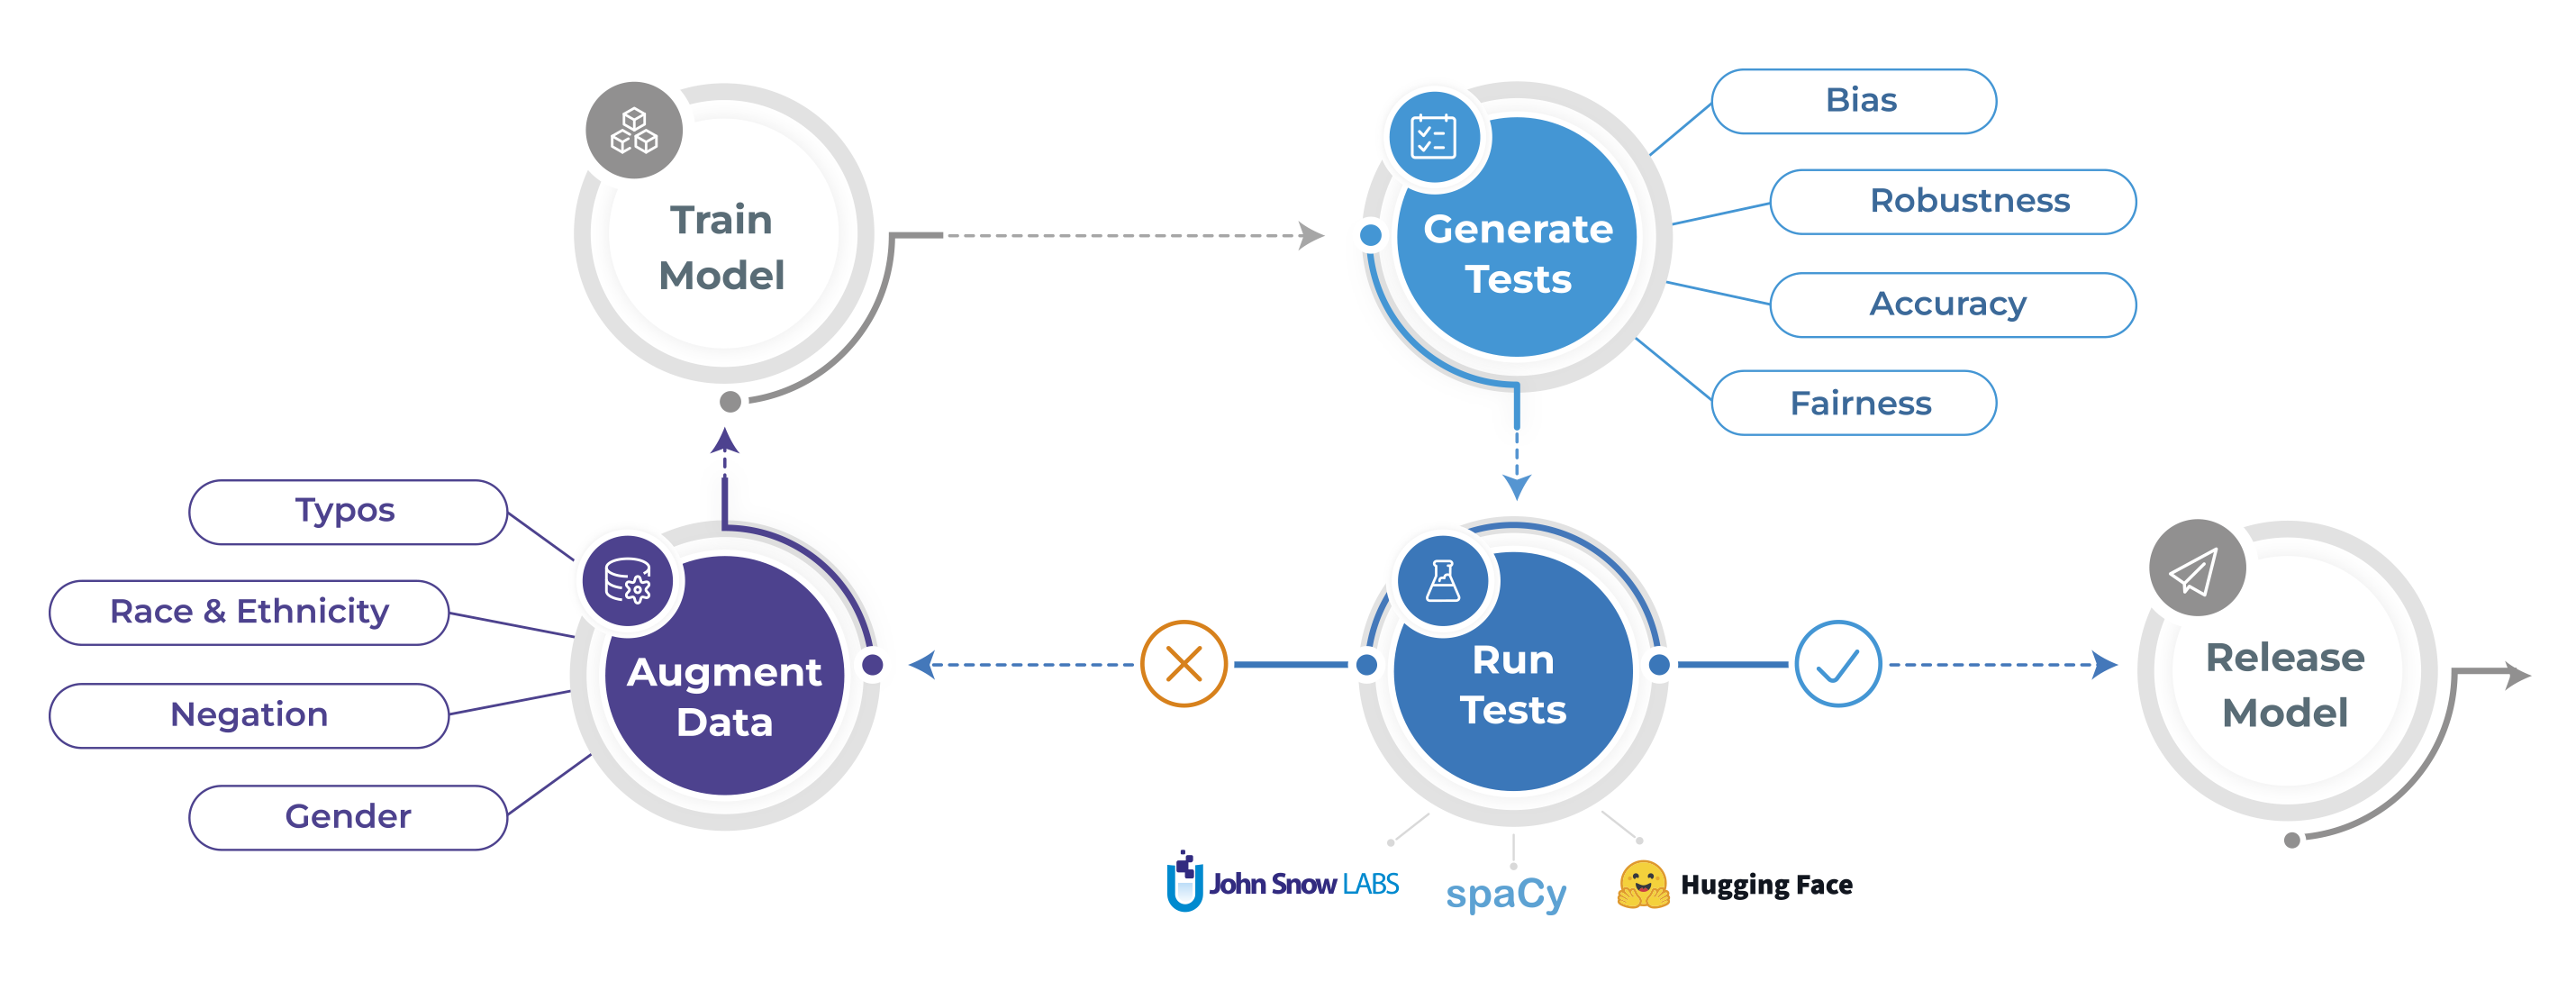 Train
Model
Generate
Tests
Bias
Robustness
Accuracy
Fairness
Typos
Race & Ethnicity
Negation
Gender
Augment
Data
Run
Tests
Release
Model
John Snow LABS
spaCy
Hugging Face